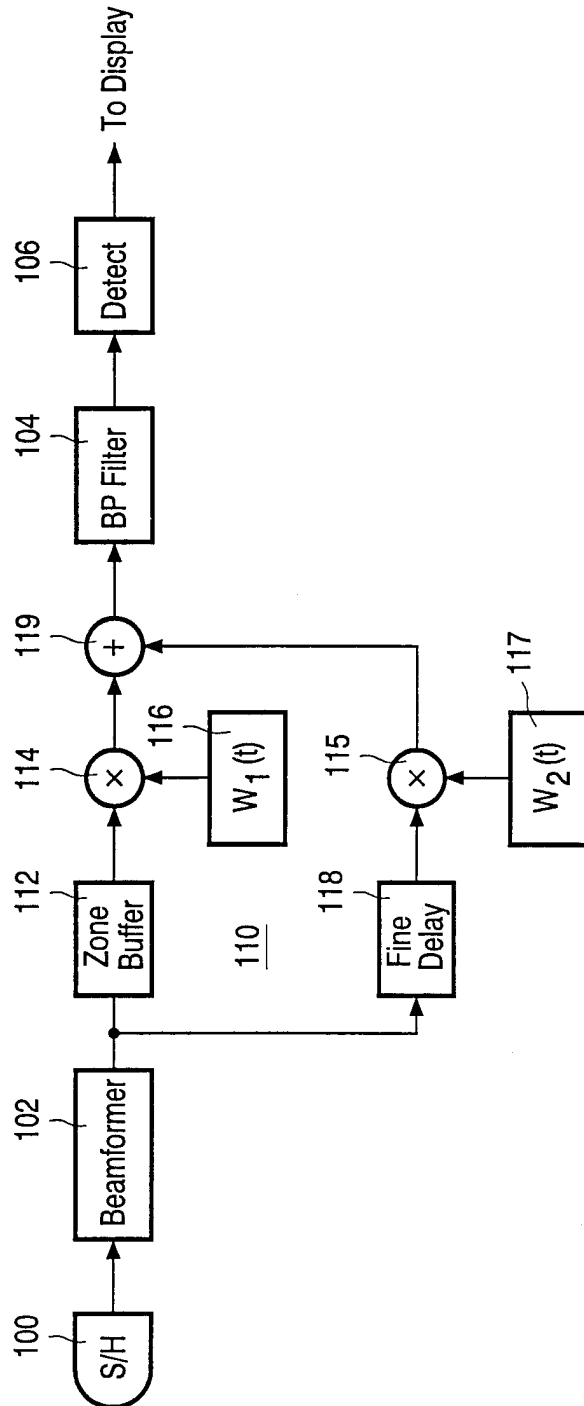 100
S/H
102
Beamformer
112
Zone
Buffer
114
×
116
W1 (t)
119
+
104
BP Filter
106
Detect
To Display
110
118
Fine
Delay
115
×
117
W2 (t)